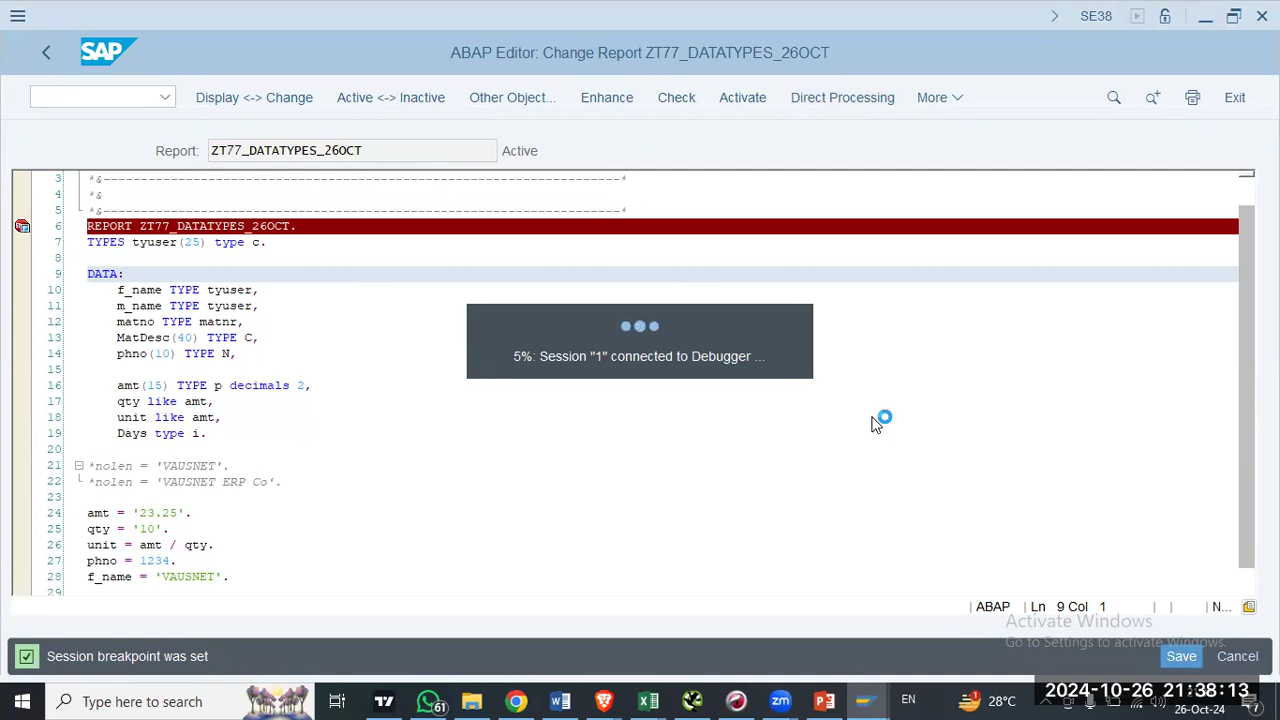 SE38
SAP
ABAP Editor: Change Report ZT77_DATATYPES_26OCT
Display <-> Change
Active <-> Inactive
Other Object...
Enhance
Check
Activate
Direct Processing
More
Exit
Report:
ZT77_DATATYPES_26OCT
Active
3 *&---------------------------------------------------------------------*
4 *&
5 *&---------------------------------------------------------------------*
6 REPORT ZT77_DATATYPES_26OCT.
7 TYPES tyuser(25) type c.
8
9 DATA:
10 f_name TYPE tyuser,
11 m_name TYPE tyuser,
12 matno TYPE matnr,
13 MatDesc(40) TYPE C,
14 phno(10) TYPE N,
15
16 amt(15) TYPE p decimals 2,
17 qty like amt,
18 unit like amt,
19 Days type i.
20
21 *nolen = 'VAUSNET'.
22 *nolen = 'VAUSNET ERP Co'.
23
24 amt = '23.25'.
25 qty = '10'.
26 unit = amt / qty.
27 phno = 1234.
28 f_name = 'VAUSNET'.
29
5%: Session "1" connected to Debugger ...
ABAP
Ln 9 Col 1
N...
Activate Windows
Go to Settings to activate Windows.
Session breakpoint was set
Save
Cancel
Type here to search
61
EN
28°C
2024-10-26 21:38:13
26-Oct-24
7